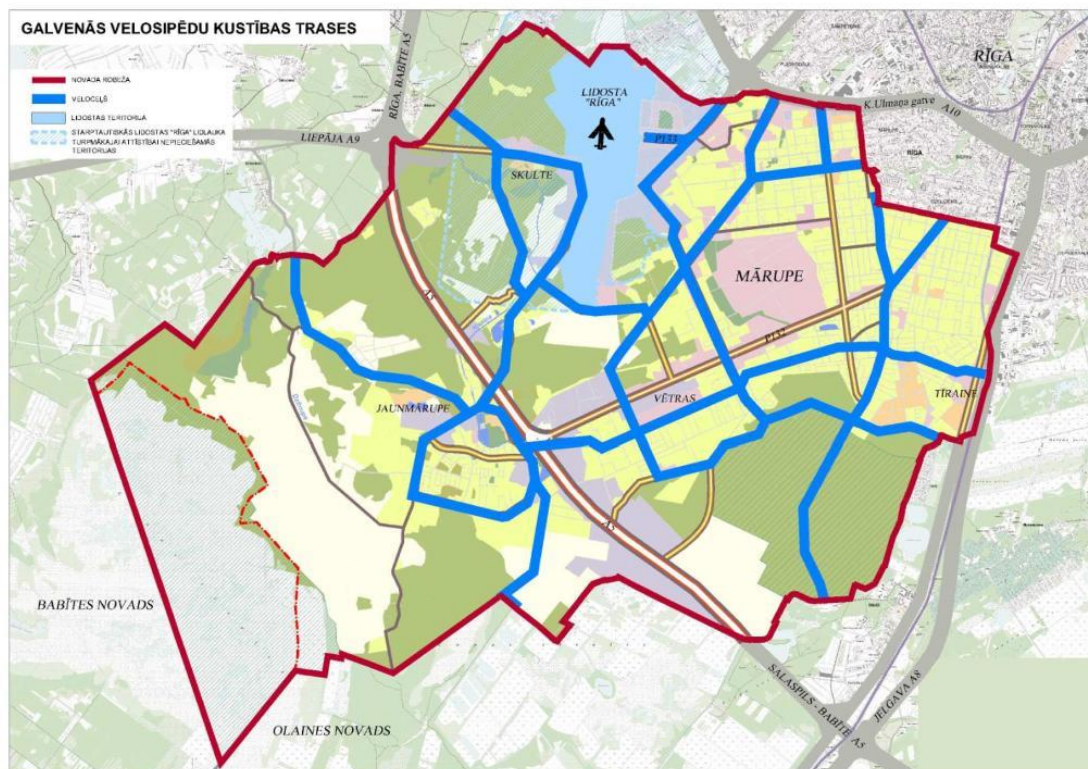 GALVENĀS VELOSIPĒDU KUSTĪBAS TRASES
NOVADA ROBEŽA
VELOCEĻŠ
LIDOSTAS TERITORIJA
STARPTAUTISKĀS LIDOSTAS "RĪGA" LIDLAUKA
TURPMĀKAJAI ATTĪSTĪBAI NEPIECIEŠAMĀS
TERITORIJAS
RĪGA, BABĪTE A5
RĪGA
LIDOSTA
"RĪGA"
K.Ulmaņa gatve
A10
LIEPĀJA A9
P133
RĪGA
SKULTE
MĀRUPE
A5
P132
JAUNMĀRUPE
VĒTRAS
TĪRAINE
A5
BABĪTES NOVADS
OLAINES NOVADS
SALASPILS - BABĪTE A5
JELGAVA A8